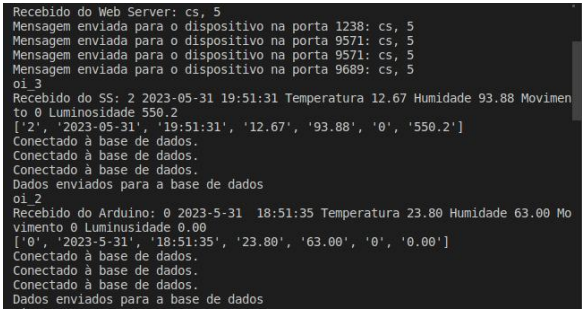 Recebido do Web Server: cs, 5
Mensagem enviada para o dispositivo na porta 1238: cs, 5
Mensagem enviada para o dispositivo na porta 9571: cs, 5
Mensagem enviada para o dispositivo na porta 9571: cs, 5
Mensagem enviada para o dispositivo na porta 9689: cs, 5
oi_3
Recebido do SS: 2 2023-05-31 19:51:31 Temperatura 12.67 Humidade 93.88 Movimen
to 0 Luminosidade 550.2
['2', '2023-05-31', '19:51:31', '12.67', '93.88', '0', '550.2']
Conectado à base de dados.
Conectado à base de dados.
Conectado à base de dados.
Dados enviados para a base de dados
oi_2
Recebido do Arduino: 0 2023-5-31  18:51:35 Temperatura 23.80 Humidade 63.00 Mo
vimento 0 Luminusidade 0.00
['0', '2023-5-31', '18:51:35', '23.80', '63.00', '0', '0.00']
Conectado à base de dados.
Conectado à base de dados.
Conectado à base de dados.
Dados enviados para a base de dados